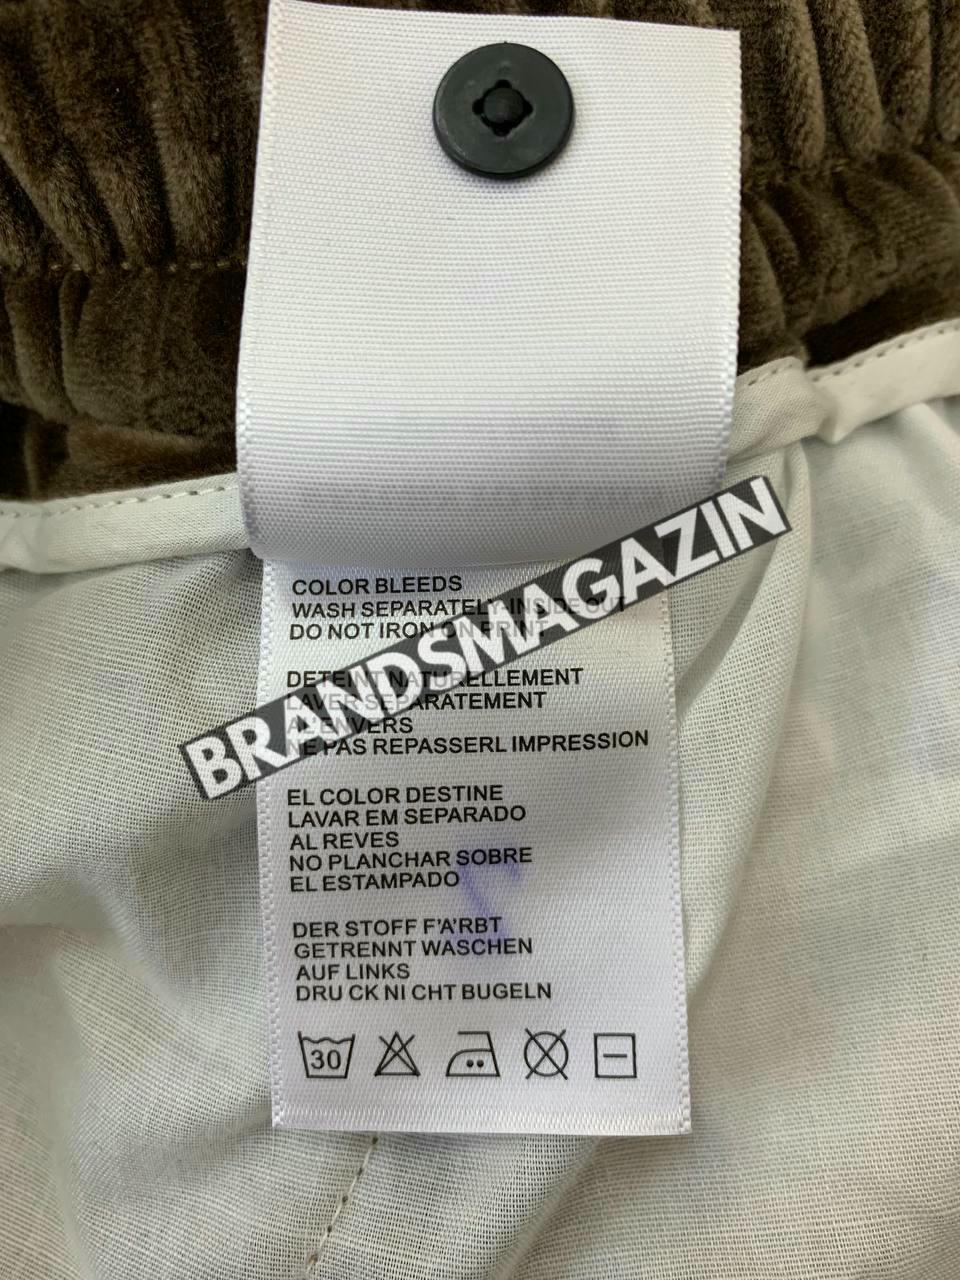 COLOR BLEEDS
WASH SEPARATELY-INSIDE OUT
DO NOT IRON ON PRINT
DETEINT NATURELLEMENT
LAVER SEPARATEMENT
A L'ENVERS
NE PAS REPASSERL IMPRESSION
BRANDSMAGAZIN
EL COLOR DESTINE
LAVAR EM SEPARADO
AL REVES
NO PLANCHAR SOBRE
EL ESTAMPADO
DER STOFF F'A'RBT
GETRENNT WASCHEN
AUF LINKS
DRU CK NI CHT BUGELN
30